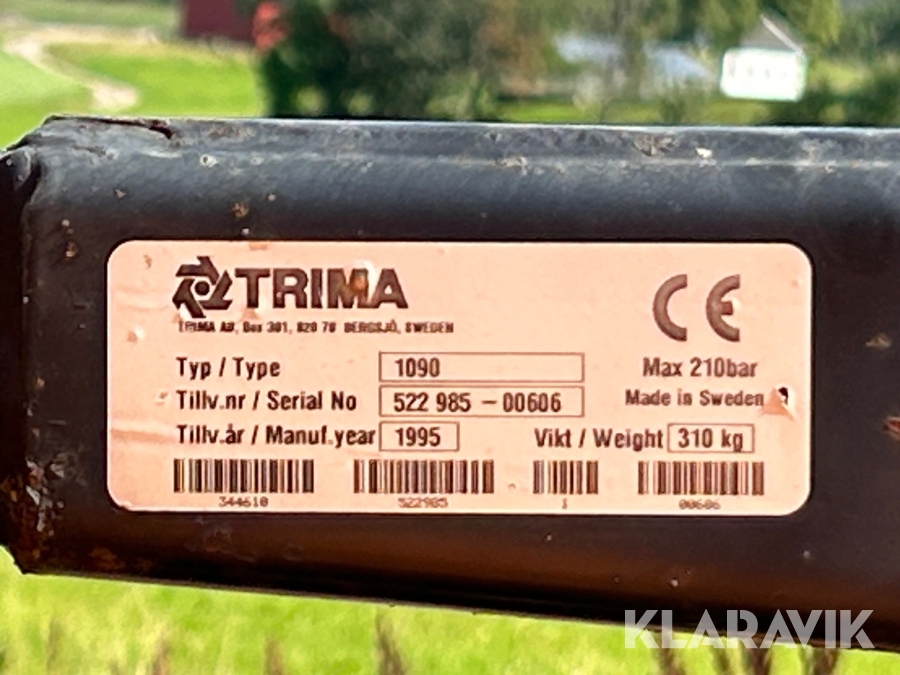 TRIMA
TRIMA AB, Box 301, 820 70 BERGSJÖ, SWEDEN
CE
Typ / Type 1090 Max 210bar
Tillv.nr / Serial No 522 985 - 00606 Made in Sweden
Tillv.år / Manuf.year 1995 Vikt / Weight 310 kg
344610 522985 1 00606
KLARAVIK